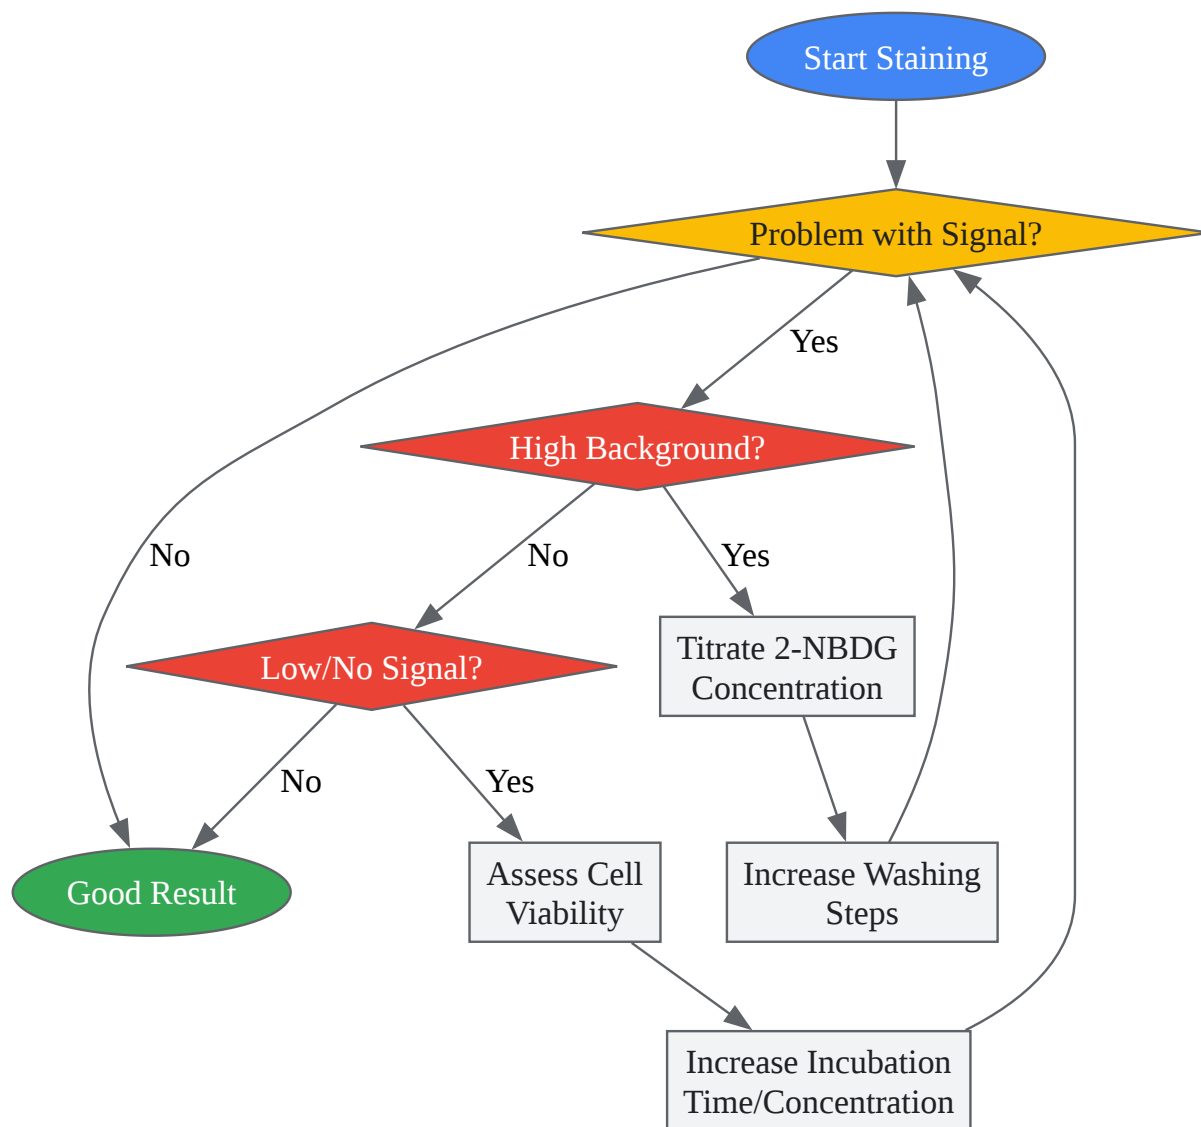 Start Staining
Problem with Signal?
Yes
High Background?
No
No
Yes
Low/No Signal?
Titrate 2-NBDG
Concentration
No
Yes
Good Result
Assess Cell
Viability
Increase Washing
Steps
Increase Incubation
Time/Concentration